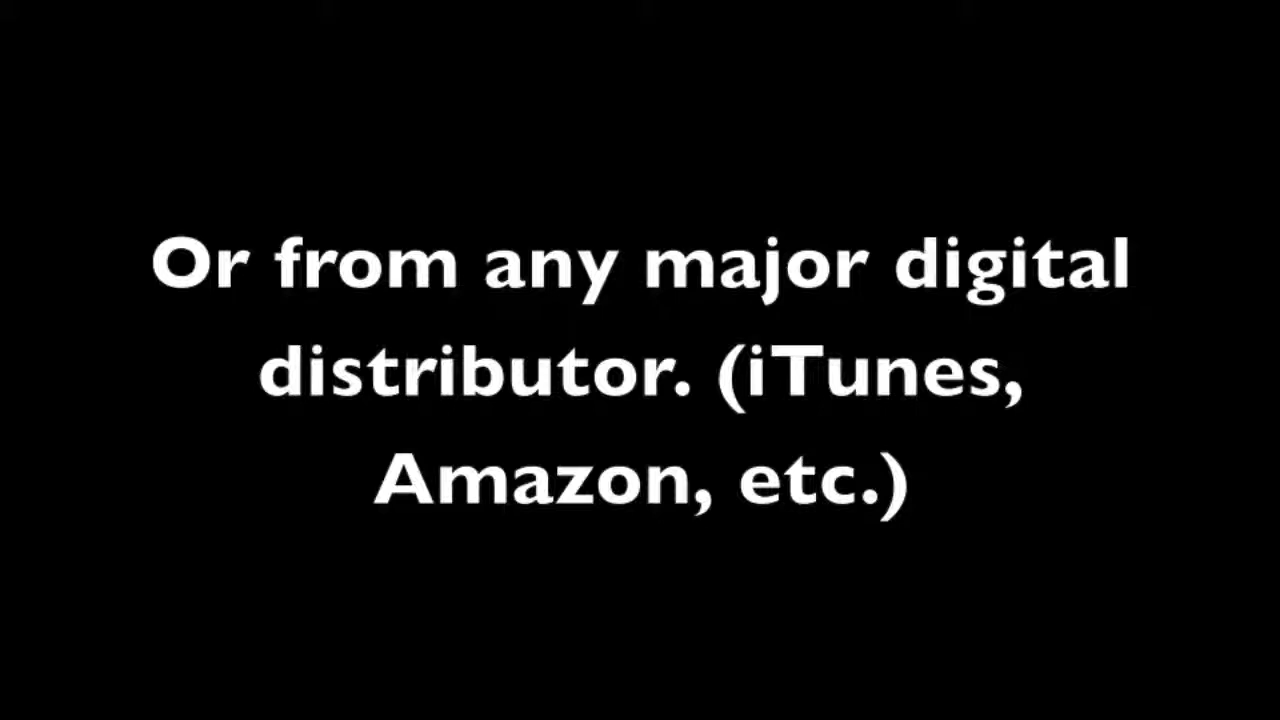 Or from any major digital
distributor. (iTunes,
Amazon, etc.)